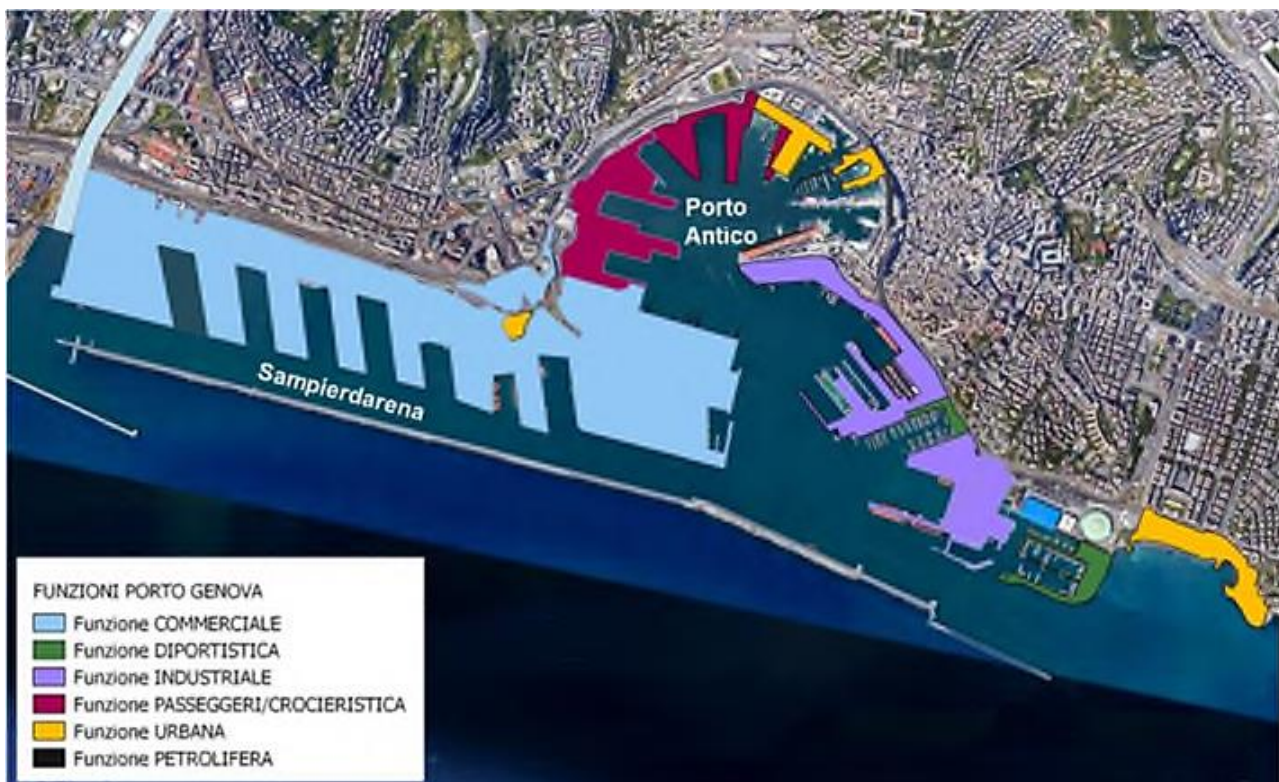 Porto
Antico
Sampierdarena
FUNZIONI PORTO GENOVA
Funzione COMMERCIALE
Funzione DIPORTISTICA
Funzione INDUSTRIALE
Funzione PASSEGGERI/CROCIERISTICA
Funzione URBANA
Funzione PETROLIFERA